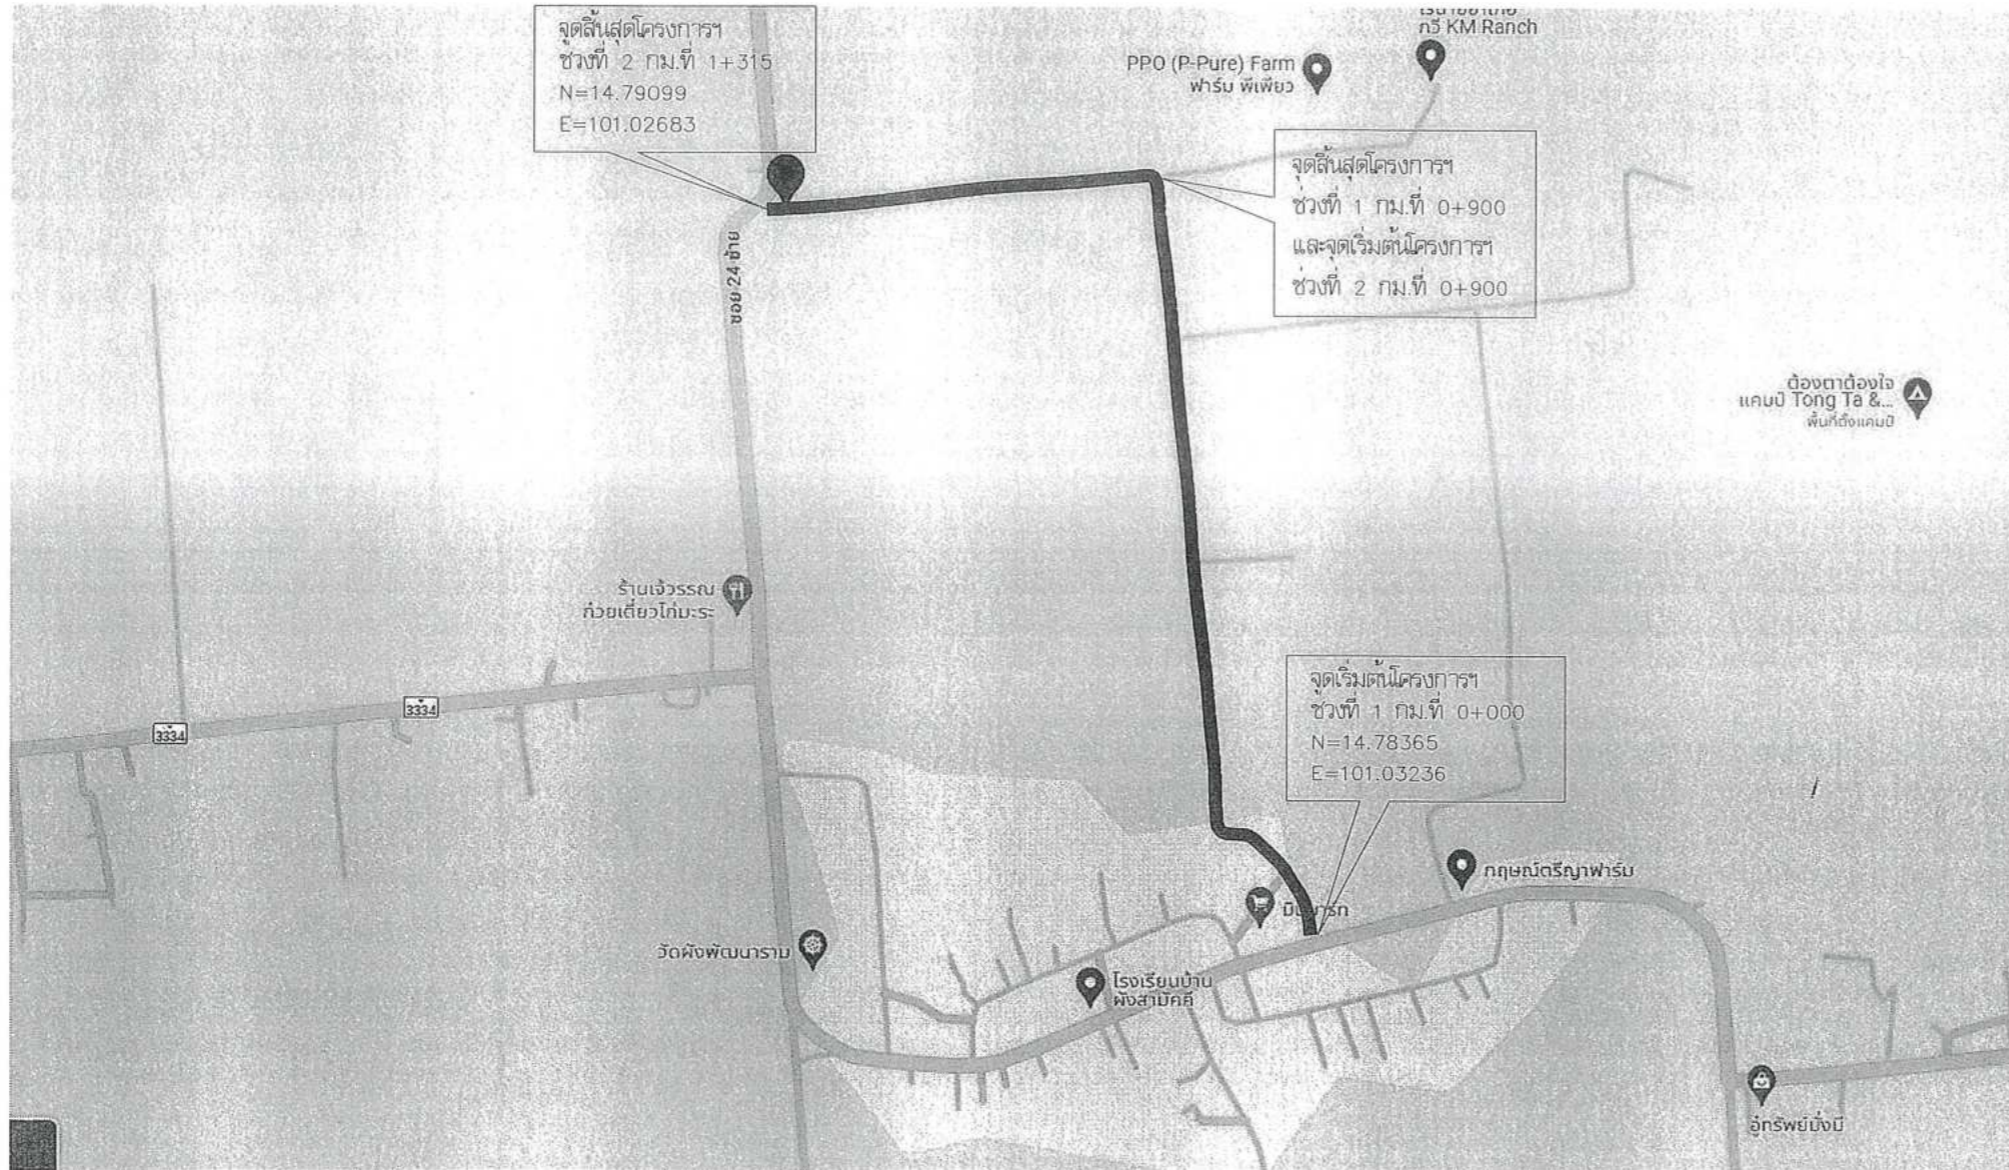 จุดสิ้นสุดโครงการฯ
ช่วงที่ 2 กม.ที่ 1+315
N=14.79099
E=101.02683
กวี KM Ranch
PPO (P-Pure) Farm
ฟาร์ม พีเพียว
จุดสิ้นสุดโครงการฯ
ช่วงที่ 1 กม.ที่ 0+900
และจุดเริ่มต้นโครงการฯ
ช่วงที่ 2 กม.ที่ 0+900
ซอย 24 ซ้าย
ต้องตาต้องใจ
แคมป์ Tong Ta &...
พื้นที่ตั้งแคมป์
ร้านเจ้วรรณ
ก๋วยเตี๋ยวไก่มะระ
จุดเริ่มต้นโครงการฯ
ช่วงที่ 1 กม.ที่ 0+000
N=14.78365
E=101.03236
3334
3334
กฤษณ์ตรีญาฟาร์ม
วัดผังพัฒนาราม
โรงเรียนบ้าน
ผังสามัคคี
อู่ทรัพย์มั่งมี